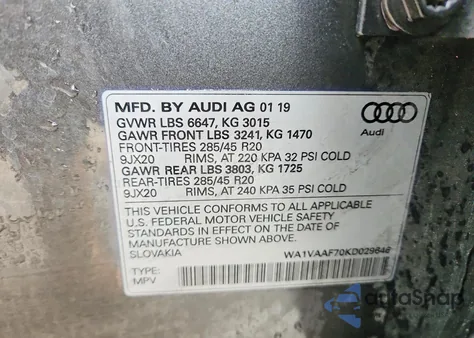 MFD. BY AUDI AG 01 19
GVWR LBS 6647, KG 3015
GAWR FRONT LBS 3241, KG 1470
FRONT-TIRES 285/45 R20
9JX20 RIMS, AT 220 KPA 32 PSI COLD
GAWR REAR LBS 3803, KG 1725
REAR-TIRES 285/45 R20
9JX20 RIMS, AT 240 KPA 35 PSI COLD
THIS VEHICLE CONFORMS TO ALL APPLICABLE
U.S. FEDERAL MOTOR VEHICLE SAFETY
STANDARDS IN EFFECT ON THE DATE OF
MANUFACTURE SHOWN ABOVE.
SLOVAKIA WA1VAAF70KD029646
TYPE:
MPV
Audi
autoSnap